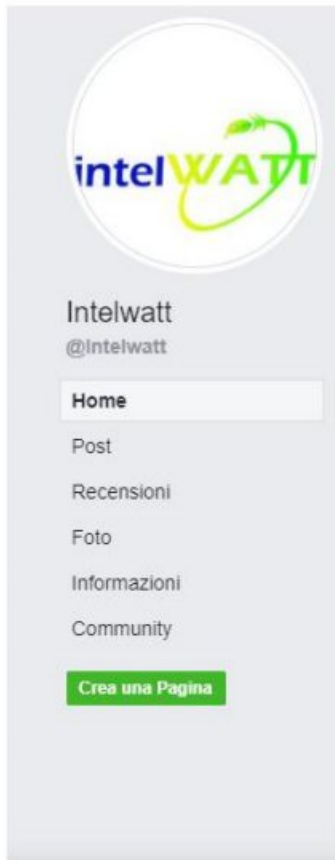 intelWATT
Intelwatt
@Intelwatt
Home
Post
Recensioni
Foto
Informazioni
Community
Crea una Pagina